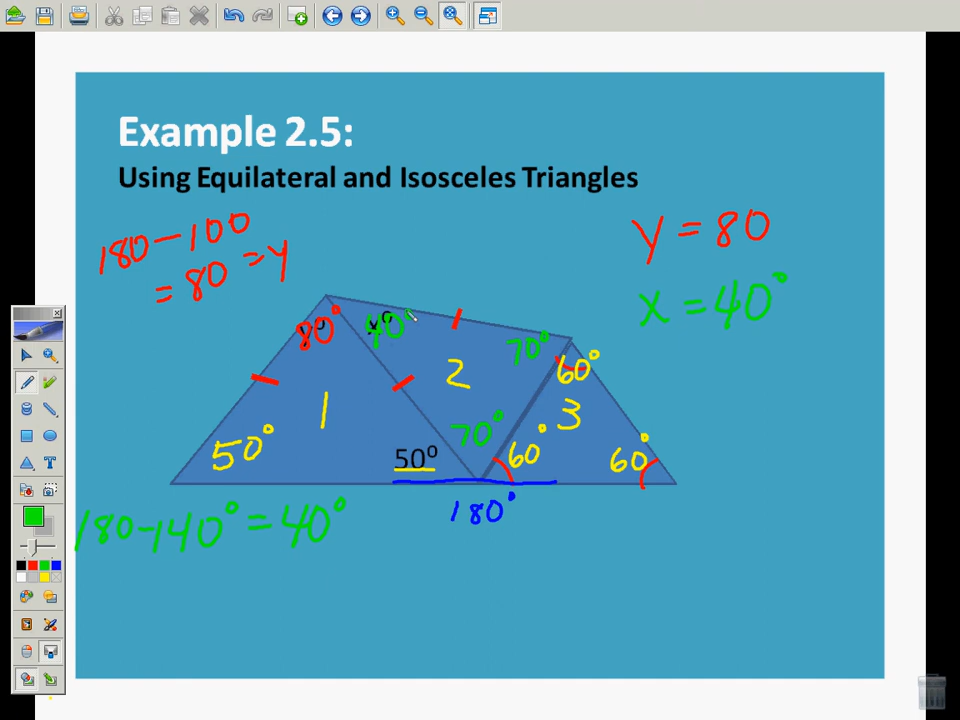 Example 2.5:
Using Equilateral and Isosceles Triangles
180 - 100
= 80 = y
y = 80
x = 40°
80°
40°
70°
60°
2
3
1
50°
50º
70°
60°
60°
180°
180-140° = 40°
T